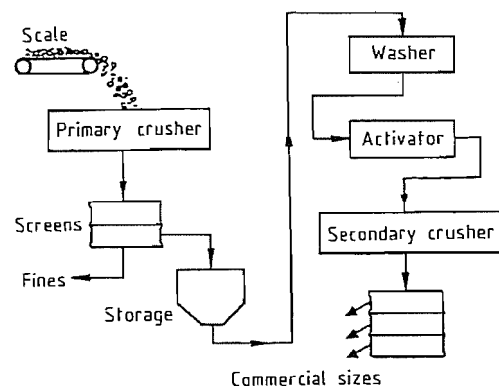 Scale
Primary crusher
Screens
Fines
Storage
Washer
Activator
Secondary crusher
Commercial sizes